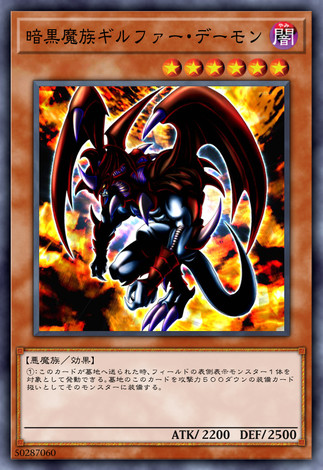 暗黒魔族ギルファー・デーモン
闇
やみ
【悪魔族／効果】
①：このカードが墓地へ送られた時、フィールドの表側表示モンスター１体を
対象として発動できる。墓地のこのカードを攻撃力５００ダウンの装備カード
扱いとしてそのモンスターに装備する。
ATK/ 2200 DEF/2500
50287060